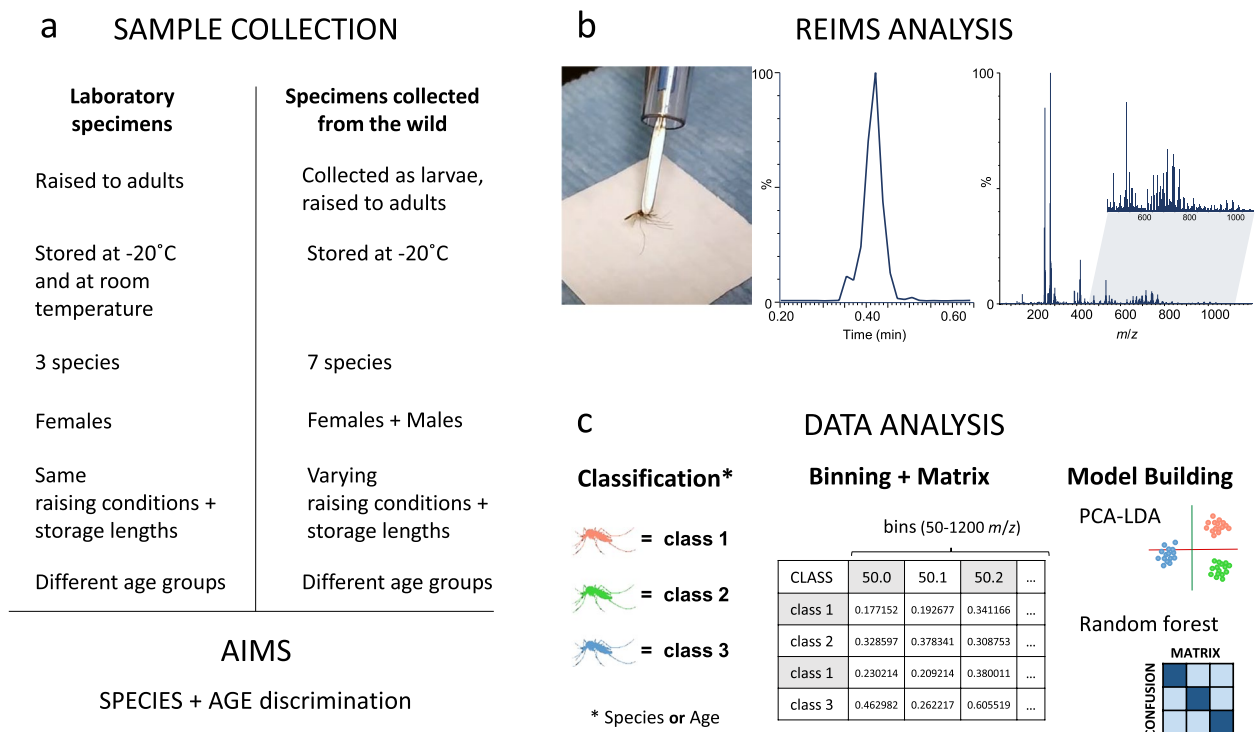 a
SAMPLE COLLECTION
Laboratory
specimens
Specimens collected
from the wild
Raised to adults
Collected as larvae,
raised to adults
Stored at -20˚C
and at room
temperature
Stored at -20˚C
3 species
7 species
Females
Females + Males
Same
raising conditions +
storage lengths
Varying
raising conditions +
storage lengths
Different age groups
Different age groups
AIMS
SPECIES + AGE discrimination
b
REIMS ANALYSIS
100
%
0
0.20
0.40
0.60
Time (min)
100
%
0
200
400
600
800
1000
m/z
600
800
1000
c
DATA ANALYSIS
Classification*
= class 1
= class 2
= class 3
* Species or Age
Binning + Matrix
bins (50-1200 m/z)
CLASS 50.0 50.1 50.2 ...
class 1 0.177152 0.192677 0.341166 ...
class 2 0.328597 0.378341 0.308753 ...
class 1 0.230214 0.209214 0.380011 ...
class 3 0.462982 0.262217 0.605519 ...
Model Building
PCA-LDA
Random forest
MATRIX
CONFUSION